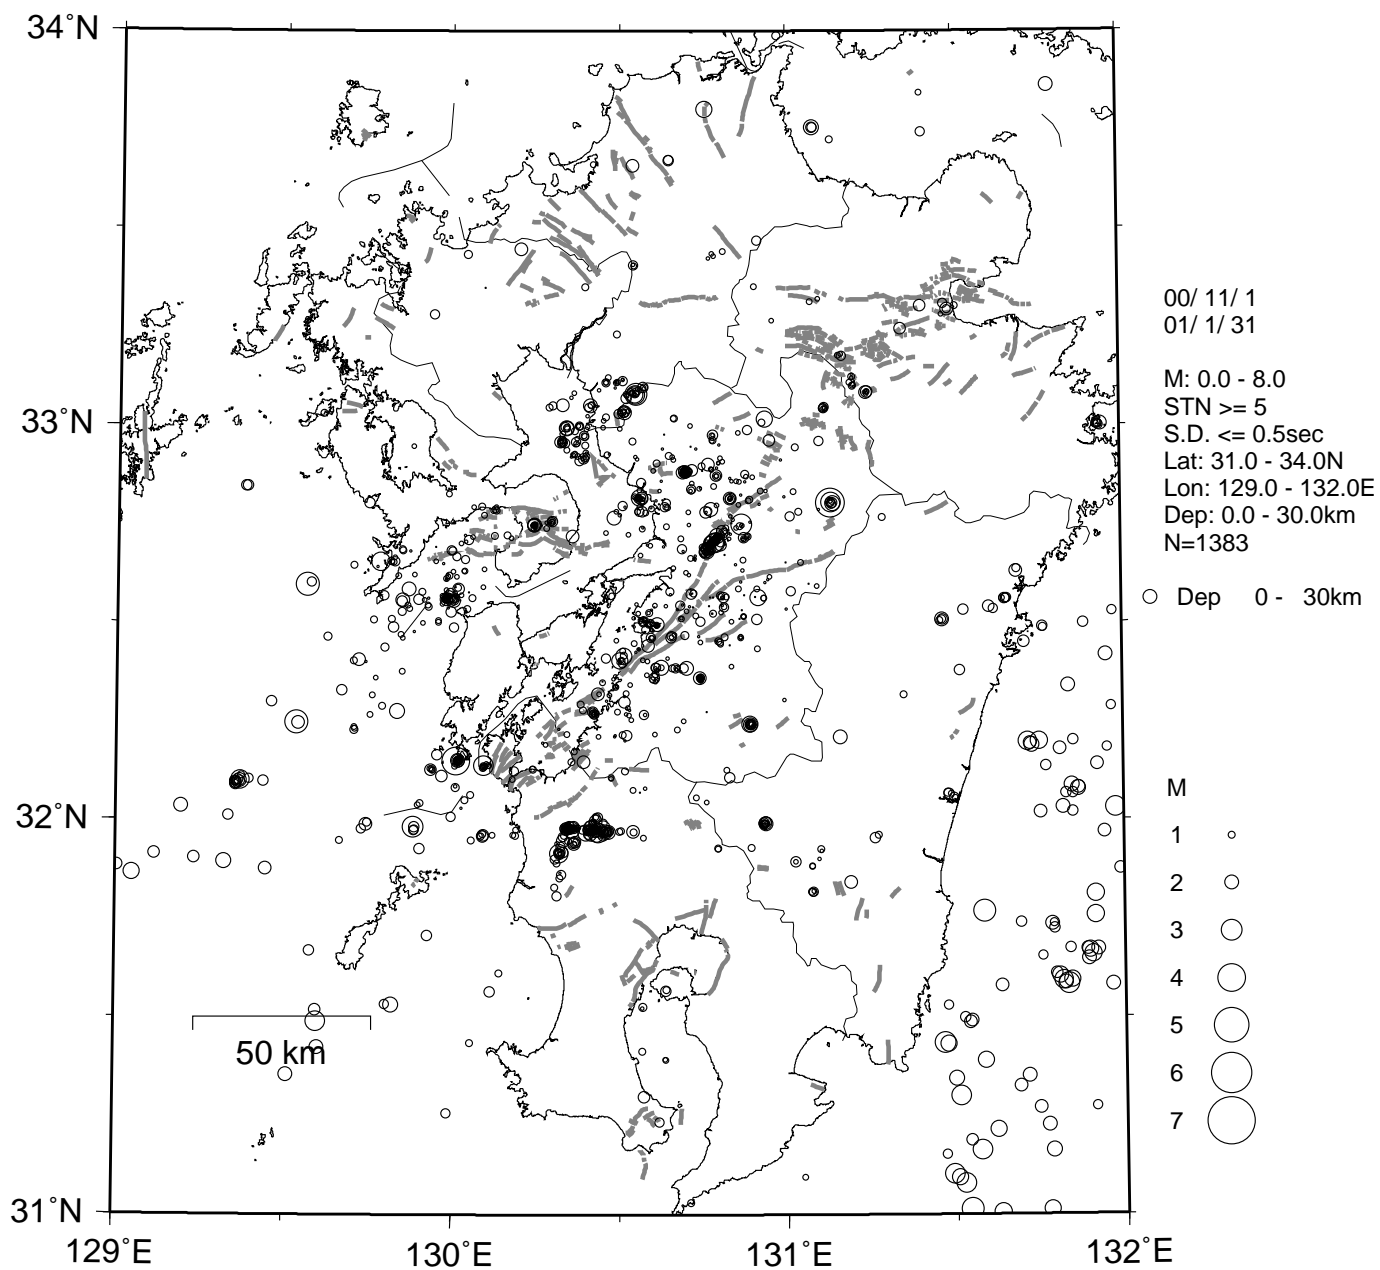 34˚N
33˚N
32˚N
31˚N
129˚E
130˚E
131˚E
132˚E
50 km
00/ 11/ 1
01/ 1/ 31
M: 0.0 - 8.0
STN >= 5
S.D. <= 0.5sec
Lat: 31.0 - 34.0N
Lon: 129.0 - 132.0E
Dep: 0.0 - 30.0km
N=1383
Dep 0 - 30km
M
1
2
3
4
5
6
7